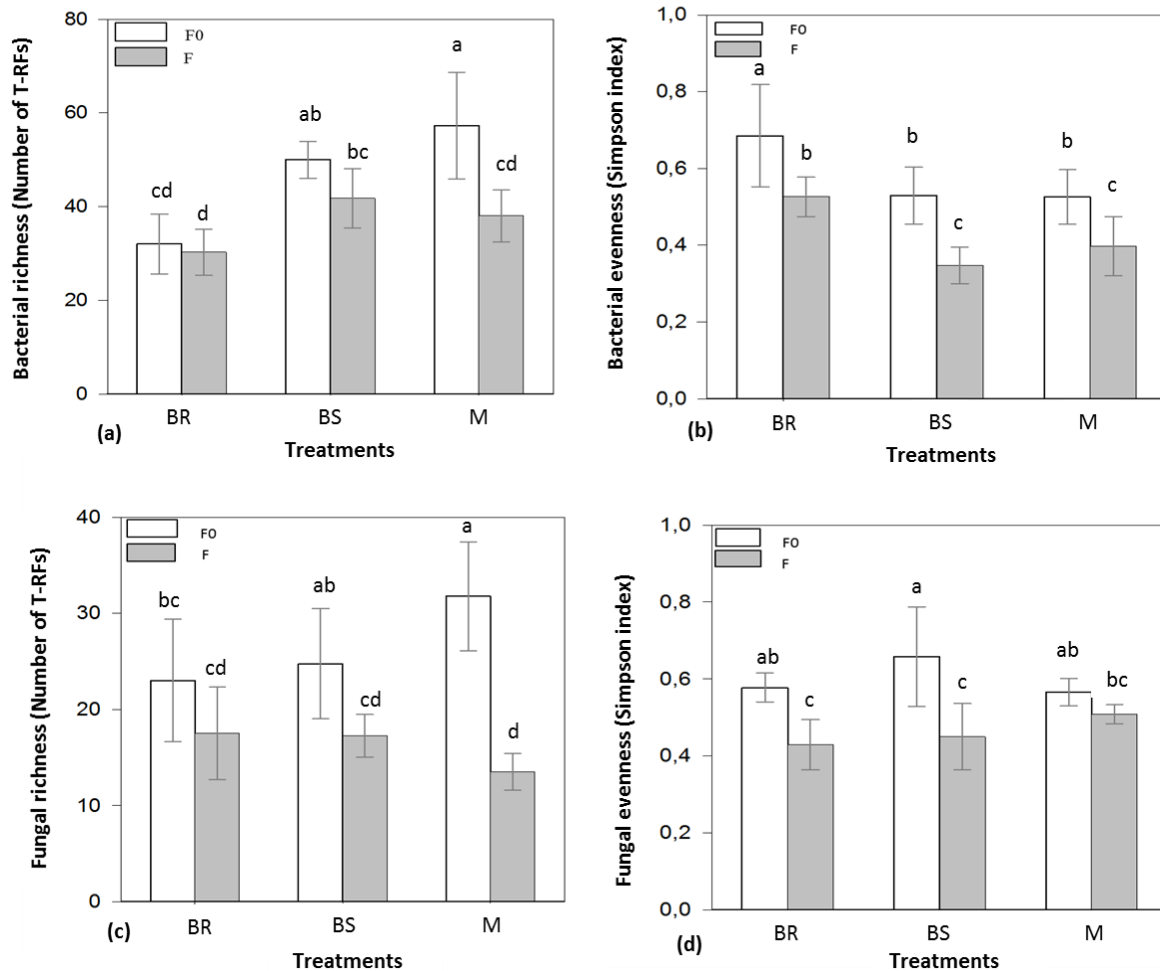 Bacterial richness (Number of T-RFs)
80
60
40
20
0
F0
F
cd
d
ab
bc
a
cd
BR
BS
M
(a)
Treatments
Bacterial evenness (Simpson index)
1,0
0,8
0,6
0,4
0,2
0,0
FO
F
a
b
b
c
b
c
BR
BS
M
(b)
Treatments
Fungal richness (Number of T-RFs)
40
30
20
10
0
FO
F
bc
cd
ab
cd
a
d
BR
BS
M
(c)
Treatments
Fungal evenness (Simpson index)
1,0
0,8
0,6
0,4
0,2
0,0
FO
F
ab
c
a
c
ab
bc
BR
BS
M
(d)
Treatments